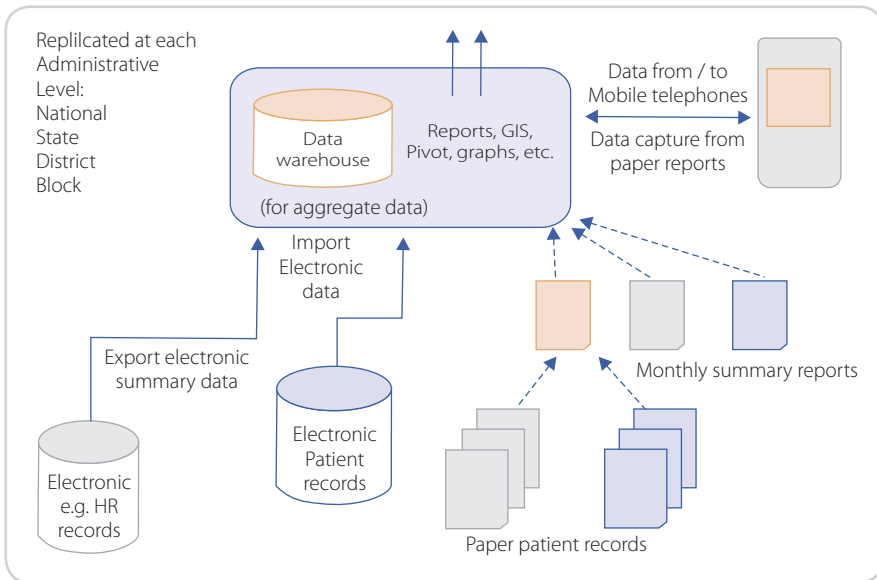 Replilcated at each
Administrative
Level:
National
State
District
Block
Data
warehouse
Reports, GIS,
Pivot, graphs, etc.
(for aggregate data)
Data from / to
Mobile telephones
Data capture from
paper reports
Import
Electronic
data
Export electronic
summary data
Monthly summary reports
Electronic
e.g. HR
records
Electronic
Patient
records
Paper patient records